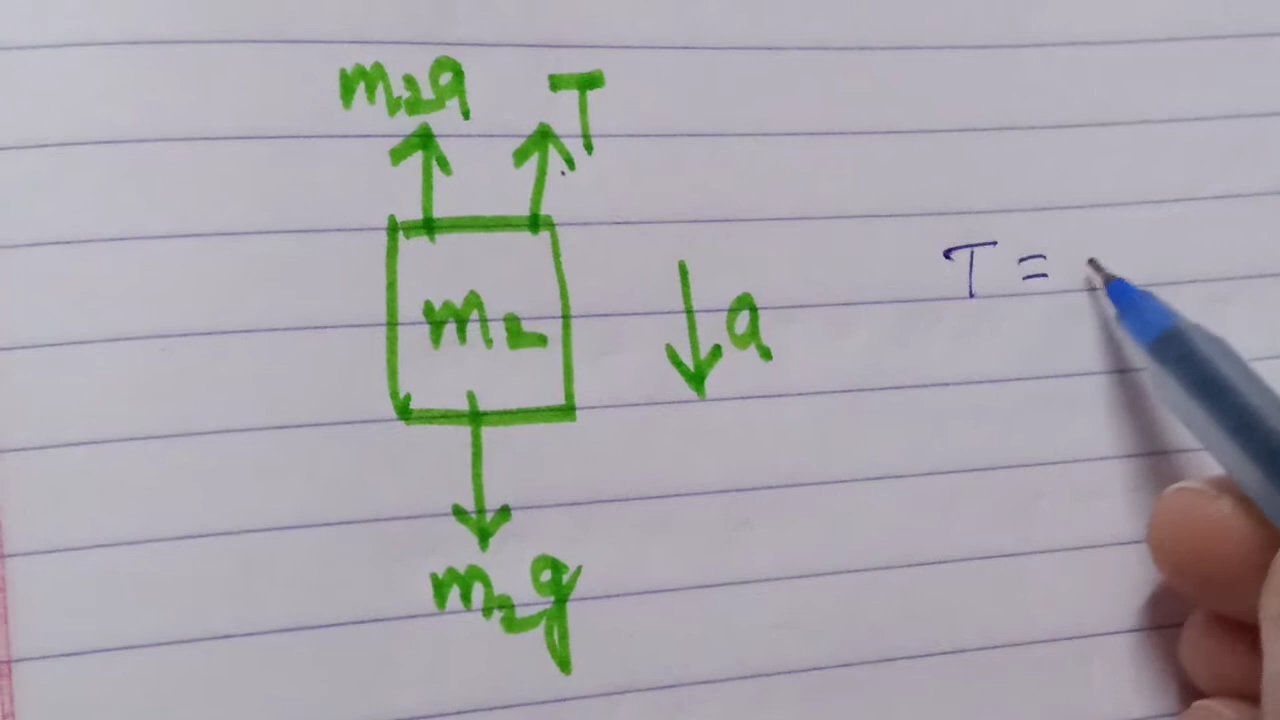 m₂a T
T =
m₂ a
m₂g